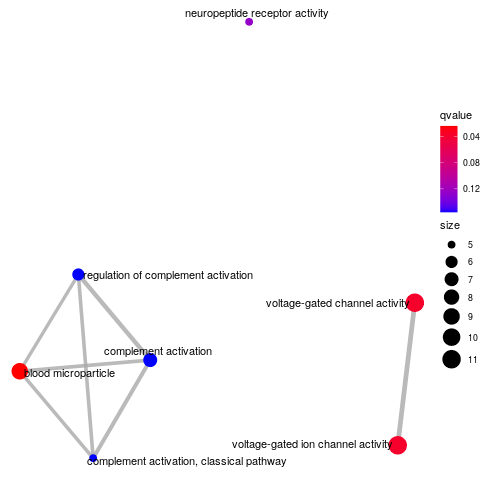 neuropeptide receptor activity
qvalue
0.04
0.08
0.12
size
5
6
7
8
9
10
11
regulation of complement activation
voltage-gated channel activity
complement activation
blood microparticle
voltage-gated ion channel activity
complement activation, classical pathway